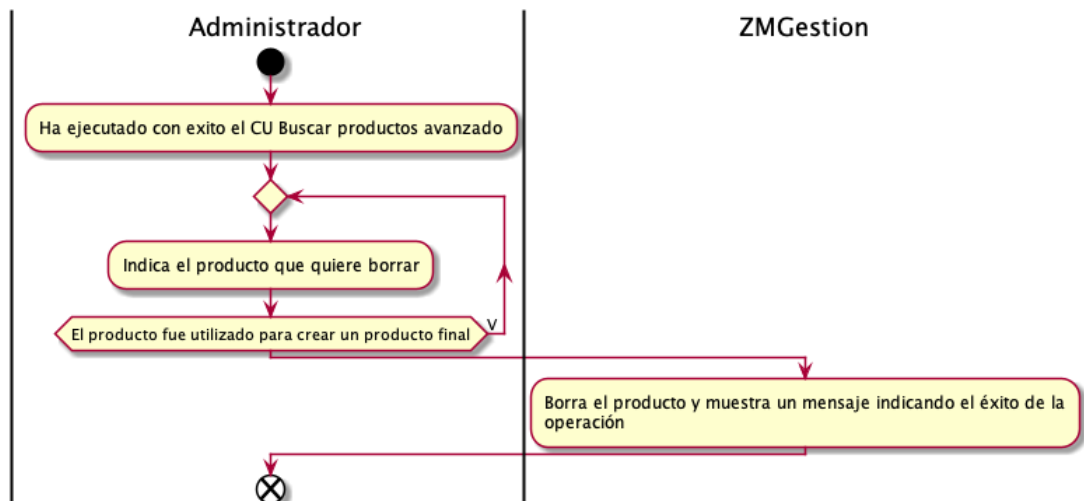 Administrador
ZMGestion
Ha ejecutado con exito el CU Buscar productos avanzado
Indica el producto que quiere borrar
El producto fue utilizado para crear un producto final
V
Borra el producto y muestra un mensaje indicando el éxito de la
operación